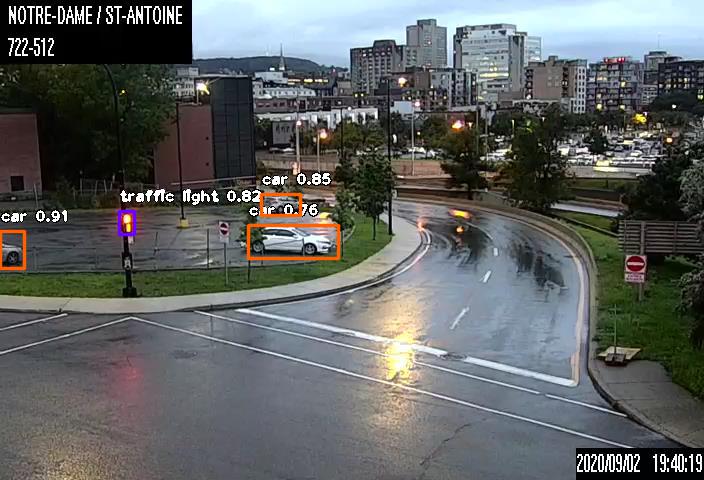 NOTRE-DAME / ST-ANTOINE
722-512
car 0.85
traffic light 0.82
car 0.76
car 0.91
2020/09/02 19:40:19